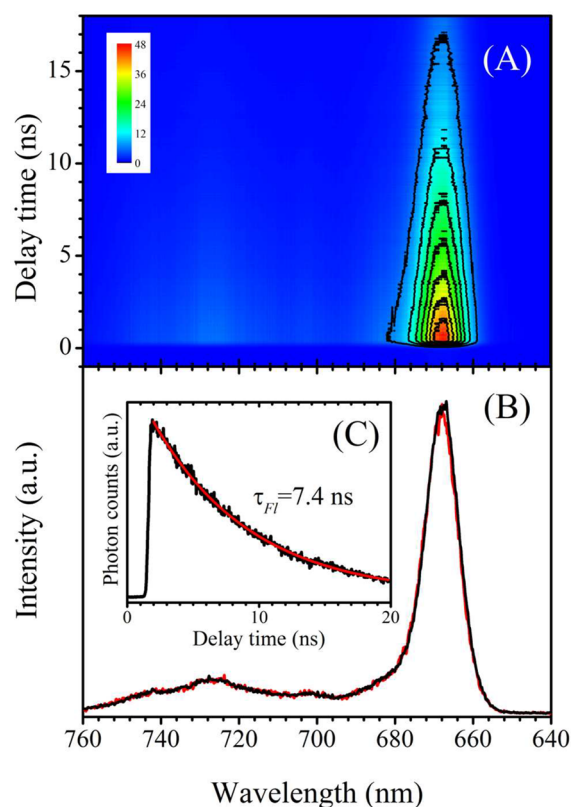 (A)
48
36
24
12
0
Delay time (ns)
15
10
5
0
(B)
Intensity (a.u.)
(C)
Photon counts (a.u.)
τFl=7.4 ns
0 10 20
Delay time (ns)
760 740 720 700 680 660 640
Wavelength (nm)